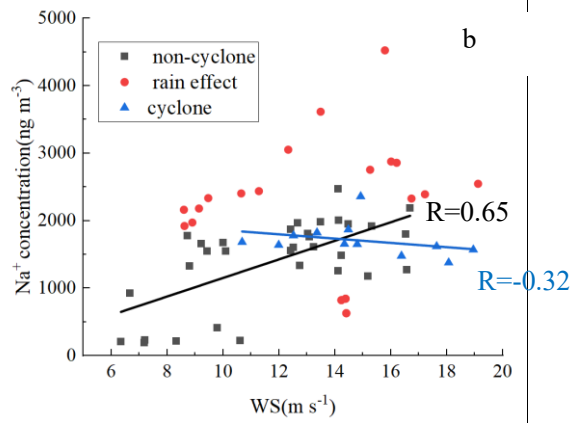 b
non-cyclone
rain effect
cyclone
Na⁺ concentration(ng m⁻³)
5000
4000
3000
2000
1000
0
R=0.65
R=-0.32
6 8 10 12 14 16 18 20
WS(m s⁻¹)